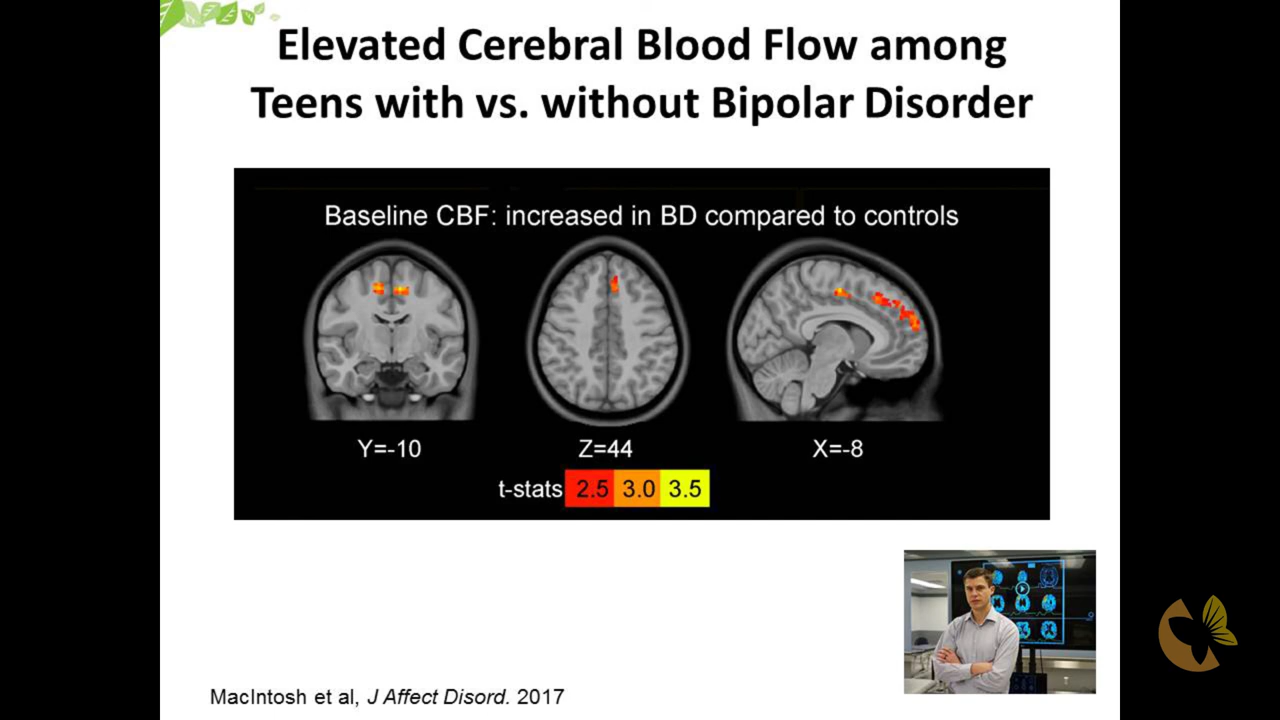 Elevated Cerebral Blood Flow among
Teens with vs. without Bipolar Disorder
Baseline CBF: increased in BD compared to controls
Y=-10 Z=44 X=-8
t-stats 2.5 3.0 3.5
MacIntosh et al, J Affect Disord. 2017